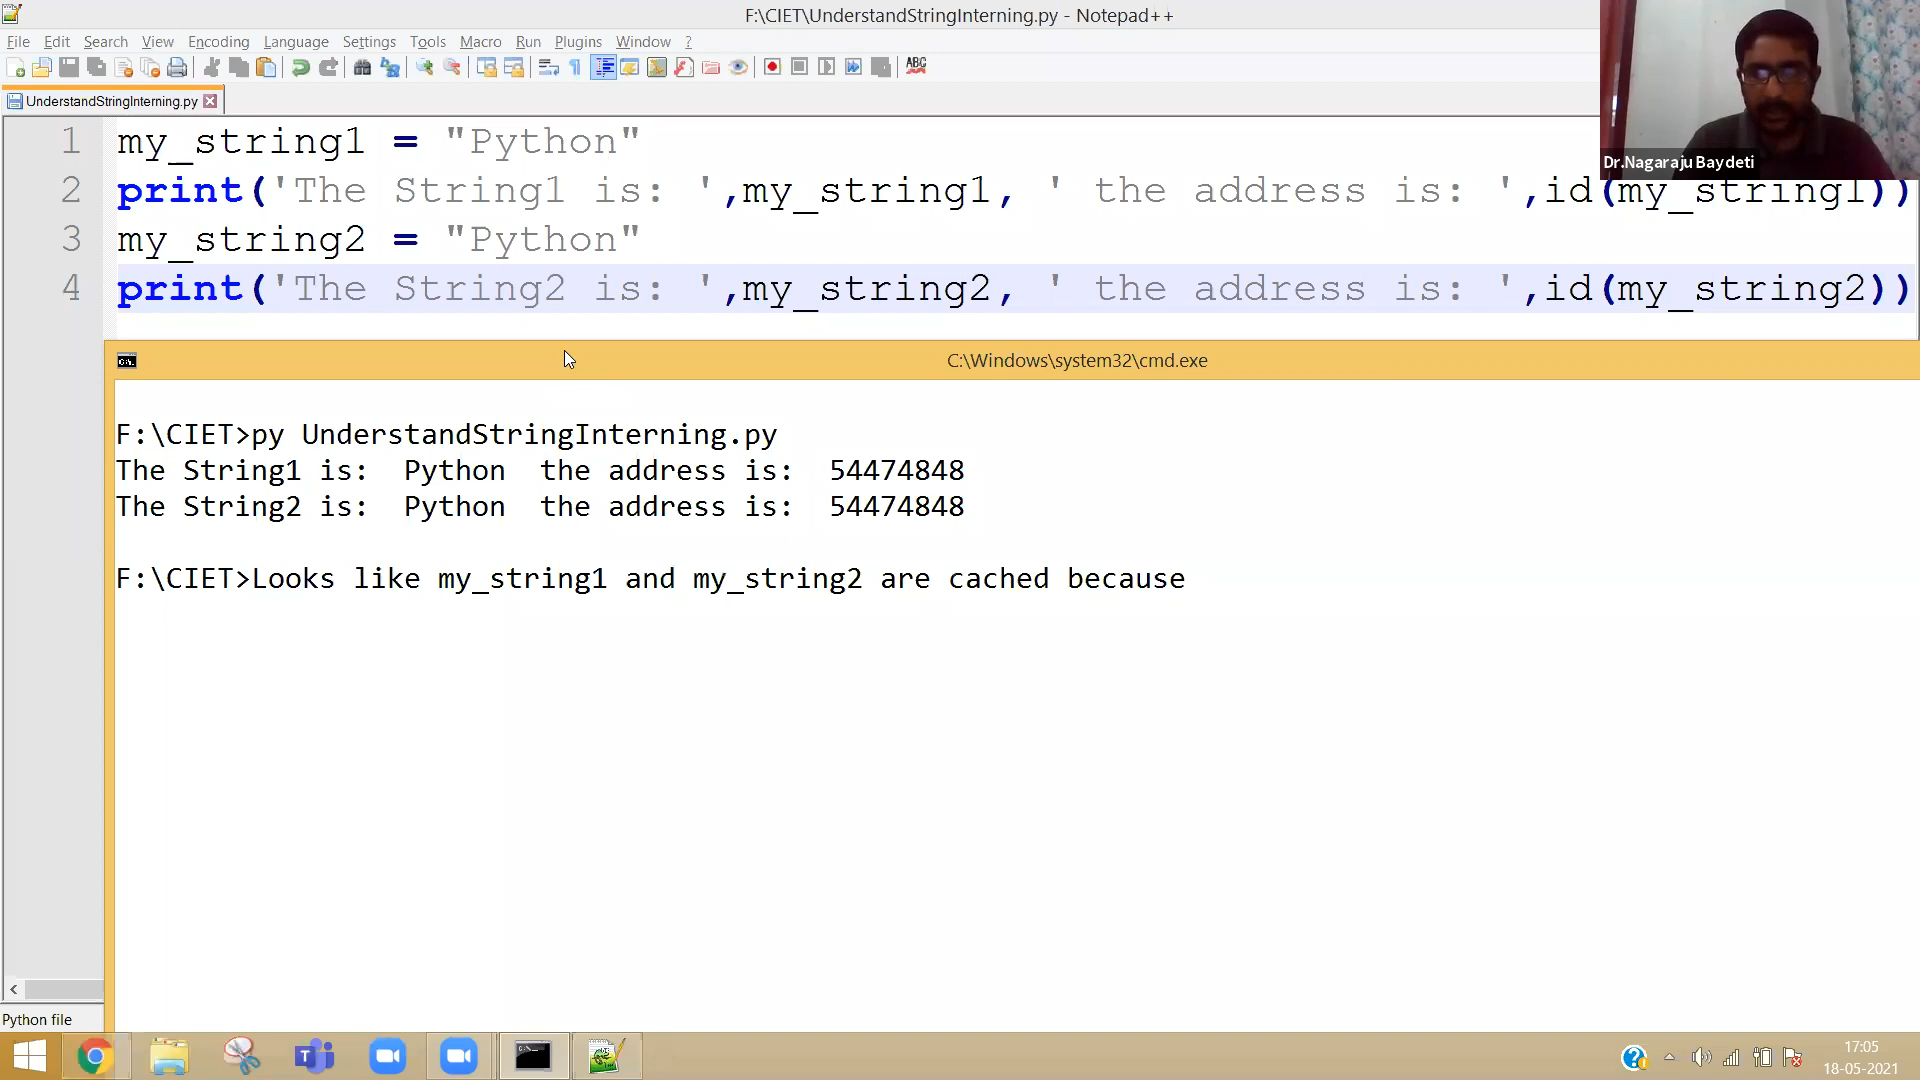 F:\CIET\UnderstandStringInterning.py - Notepad++
File Edit Search View Encoding Language Settings Tools Macro Run Plugins Window ?
ABC
UnderstandStringInterning.py
1 my_string1 = "Python"
2 print('The String1 is: ',my_string1, ' the address is: ',id(my_string1))
3 my_string2 = "Python"
4 print('The String2 is: ',my_string2, ' the address is: ',id(my_string2))
Dr.Nagaraju Baydeti
C:\Windows\system32\cmd.exe
F:\CIET>py UnderstandStringInterning.py
The String1 is:  Python  the address is:  54474848
The String2 is:  Python  the address is:  54474848
F:\CIET>Looks like my_string1 and my_string2 are cached because
Python file
17:05
18-05-2021